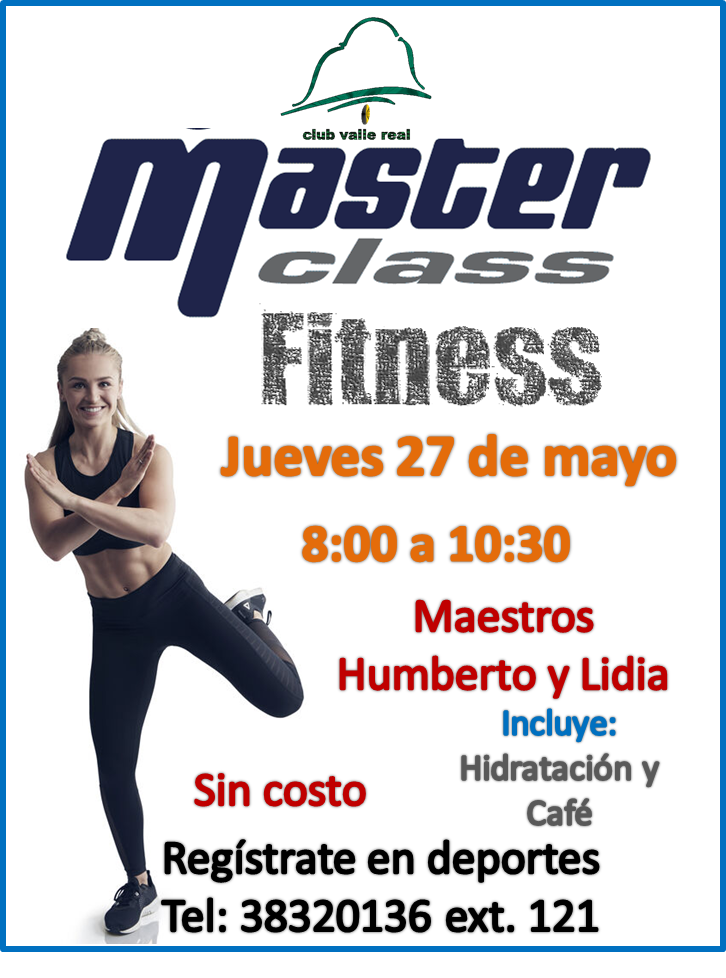 club valle real
Master
class
Fitness
Jueves 27 de mayo
8:00 a 10:30
Maestros
Humberto y Lidia
Incluye:
Hidratación y
Café
Sin costo
Regístrate en deportes
Tel: 38320136 ext. 121